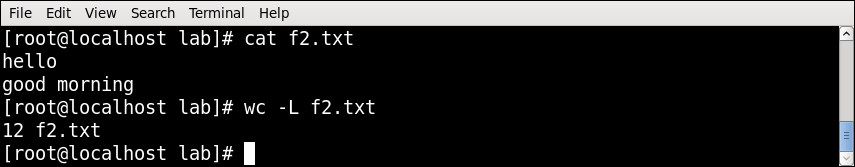 File Edit View Search Terminal Help
[root@localhost lab]# cat f2.txt
hello
good morning
[root@localhost lab]# wc -L f2.txt
12 f2.txt
[root@localhost lab]#